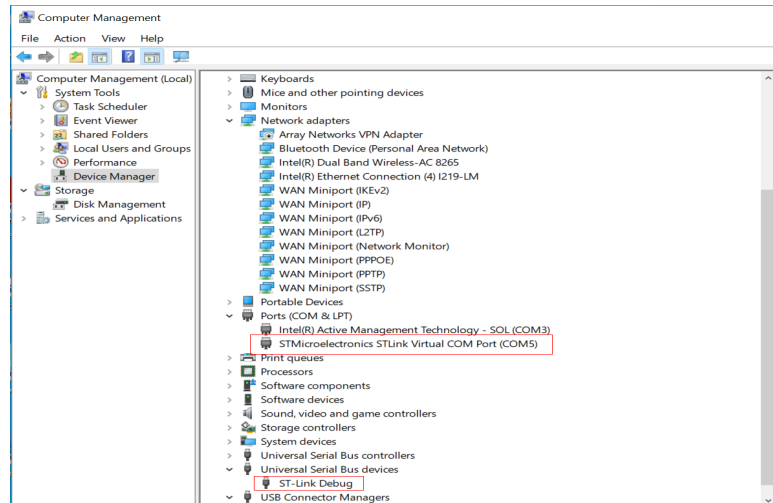 Computer Management
File Action View Help
Computer Management (Local)
System Tools
Task Scheduler
Event Viewer
Shared Folders
Local Users and Groups
Performance
Device Manager
Storage
Disk Management
Services and Applications
Keyboards
Mice and other pointing devices
Monitors
Network adapters
Array Networks VPN Adapter
Bluetooth Device (Personal Area Network)
Intel(R) Dual Band Wireless-AC 8265
Intel(R) Ethernet Connection (4) I219-LM
WAN Miniport (IKEv2)
WAN Miniport (IP)
WAN Miniport (IPv6)
WAN Miniport (L2TP)
WAN Miniport (Network Monitor)
WAN Miniport (PPPOE)
WAN Miniport (PPTP)
WAN Miniport (SSTP)
Portable Devices
Ports (COM & LPT)
Intel(R) Active Management Technology - SOL (COM3)
STMicroelectronics STLink Virtual COM Port (COM5)
Print queues
Processors
Software components
Software devices
Sound, video and game controllers
Storage controllers
System devices
Universal Serial Bus controllers
Universal Serial Bus devices
ST-Link Debug
USB Connector Managers